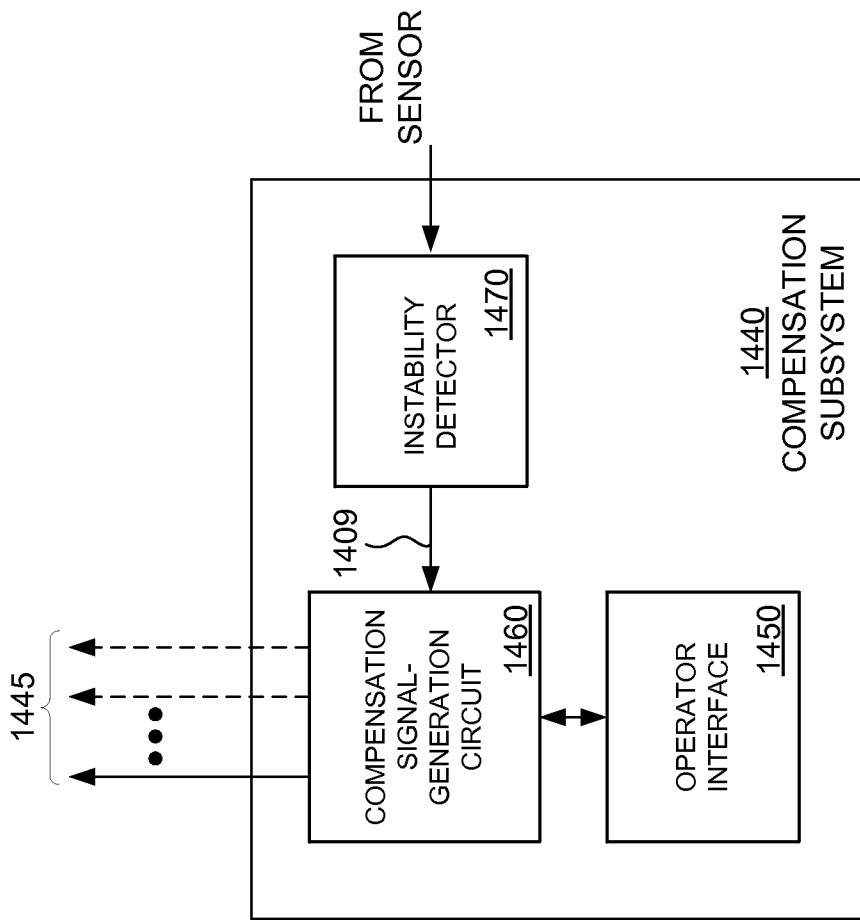 1445
FROM
SENSOR
1409
COMPENSATION
SIGNAL-
GENERATION
CIRCUIT
1460
INSTABILITY
DETECTOR
1470
OPERATOR
INTERFACE
1450
1440
COMPENSATION
SUBSYSTEM